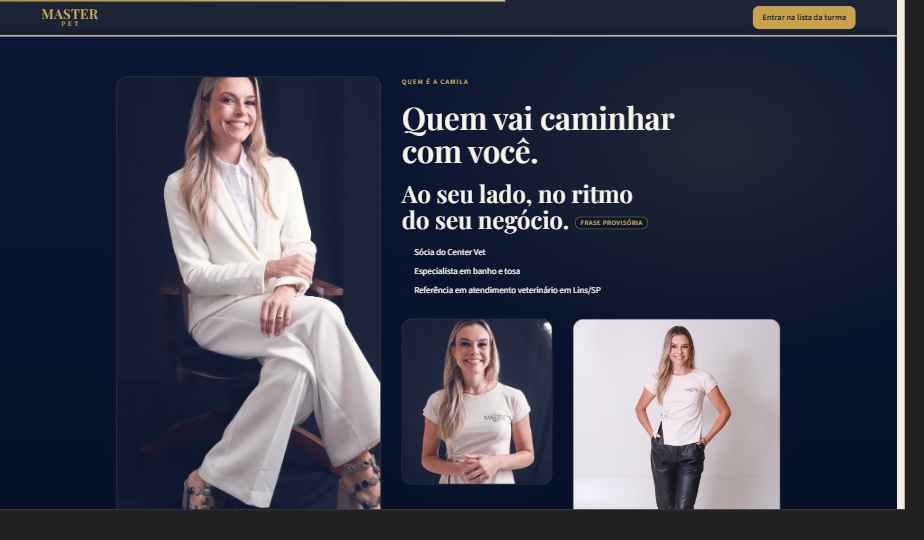 MASTER
PET
Entrar na lista da turma
QUEM É A CAMILA
Quem vai caminhar
com você.
Ao seu lado, no ritmo
do seu negócio. FRASE PROVISÓRIA
Sócia do Center Vet
Especialista em banho e tosa
Referência em atendimento veterinário em Lins/SP